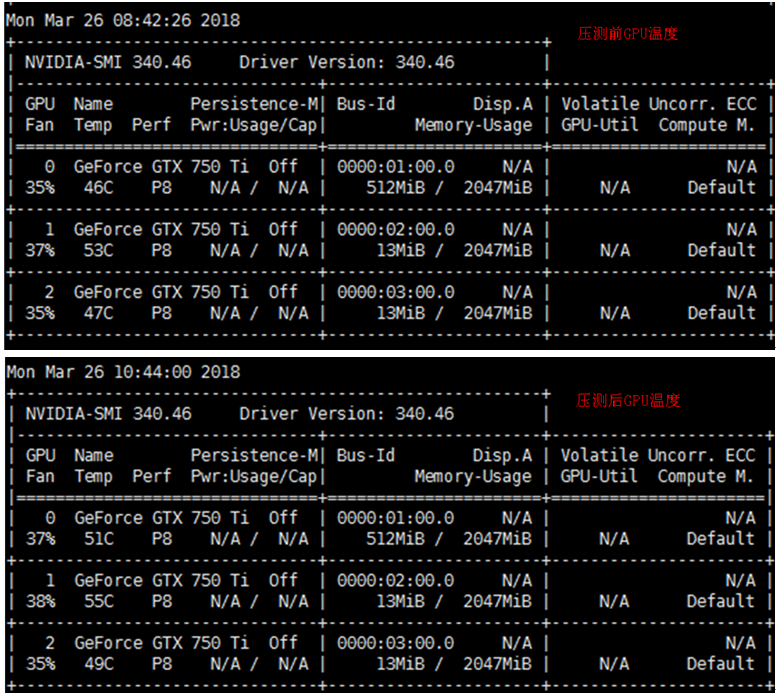 Mon Mar 26 08:42:26 2018
压测前GPU温度
+------------------------------------------------------+
| NVIDIA-SMI 340.46     Driver Version: 340.46         |
|-------------------------------+----------------------+----------------------+
| GPU  Name        Persistence-M| Bus-Id        Disp.A | Volatile Uncorr. ECC |
| Fan  Temp  Perf  Pwr:Usage/Cap|         Memory-Usage | GPU-Util  Compute M. |
|===============================+======================+======================|
|   0  GeForce GTX 750 Ti  Off  | 0000:01:00.0     N/A |                  N/A |
| 35%   46C    P8    N/A /  N/A |    512MiB /  2047MiB |     N/A      Default |
+-------------------------------+----------------------+----------------------+
|   1  GeForce GTX 750 Ti  Off  | 0000:02:00.0     N/A |                  N/A |
| 37%   53C    P8    N/A /  N/A |     13MiB /  2047MiB |     N/A      Default |
+-------------------------------+----------------------+----------------------+
|   2  GeForce GTX 750 Ti  Off  | 0000:03:00.0     N/A |                  N/A |
| 35%   47C    P8    N/A /  N/A |     13MiB /  2047MiB |     N/A      Default |
+-------------------------------+----------------------+----------------------+
Mon Mar 26 10:44:00 2018
压测后GPU温度
+------------------------------------------------------+
| NVIDIA-SMI 340.46     Driver Version: 340.46         |
|-------------------------------+----------------------+----------------------+
| GPU  Name        Persistence-M| Bus-Id        Disp.A | Volatile Uncorr. ECC |
| Fan  Temp  Perf  Pwr:Usage/Cap|         Memory-Usage | GPU-Util  Compute M. |
|===============================+======================+======================|
|   0  GeForce GTX 750 Ti  Off  | 0000:01:00.0     N/A |                  N/A |
| 37%   51C    P8    N/A /  N/A |    512MiB /  2047MiB |     N/A      Default |
+-------------------------------+----------------------+----------------------+
|   1  GeForce GTX 750 Ti  Off  | 0000:02:00.0     N/A |                  N/A |
| 38%   55C    P8    N/A /  N/A |     13MiB /  2047MiB |     N/A      Default |
+-------------------------------+----------------------+----------------------+
|   2  GeForce GTX 750 Ti  Off  | 0000:03:00.0     N/A |                  N/A |
| 35%   49C    P8    N/A /  N/A |     13MiB /  2047MiB |     N/A      Default |
+-------------------------------+----------------------+----------------------+